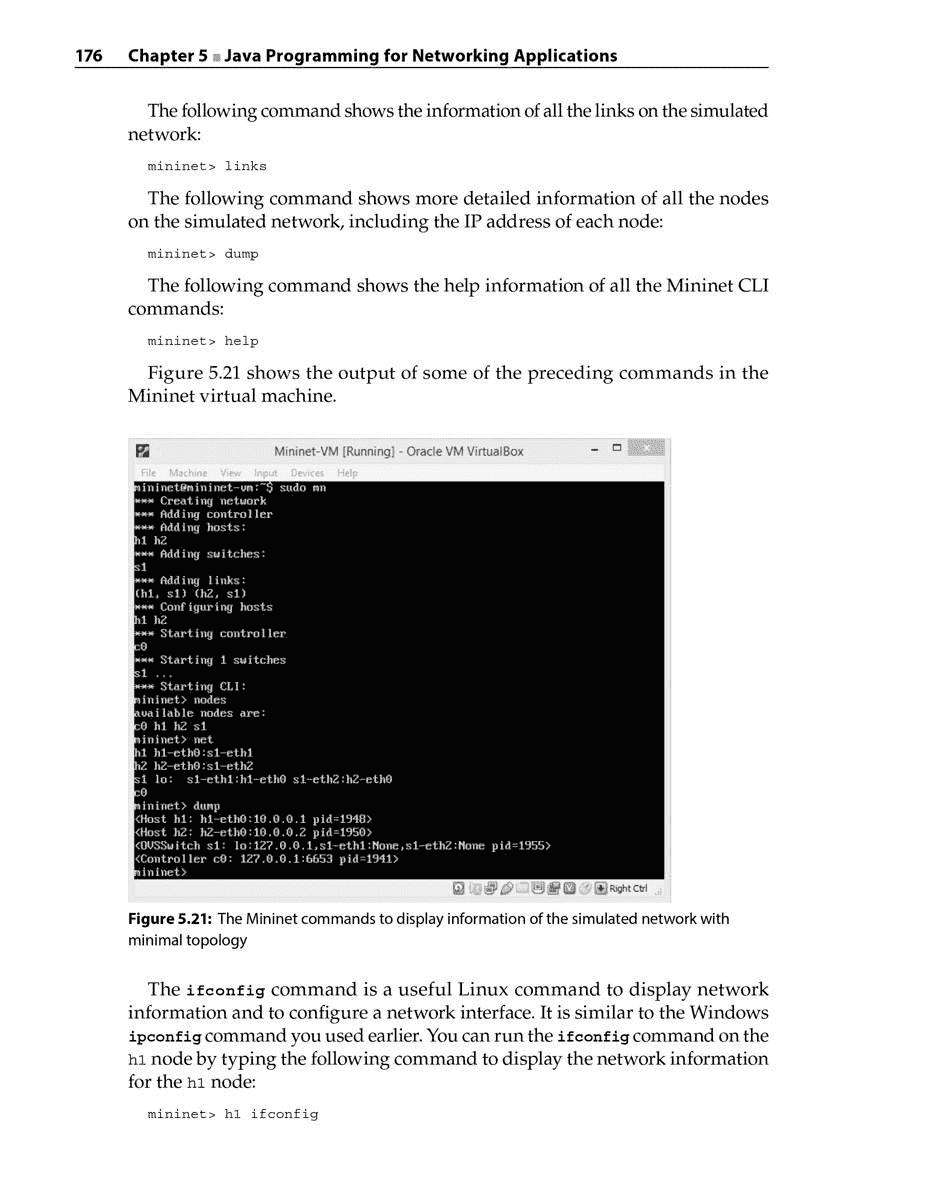 176 Chapter 5 ■ Java Programming for Networking Applications
The following command shows the information of all the links on the simulated
network:
mininet> links
The following command shows more detailed information of all the nodes
on the simulated network, including the IP address of each node:
mininet> dump
The following command shows the help information of all the Mininet CLI
commands:
mininet> help
Figure 5.21 shows the output of some of the preceding commands in the
Mininet virtual machine.
Mininet-VM [Running] - Oracle VM VirtualBox
File Machine View Input Devices Help
mininet@mininet-vm:~$ sudo mn
*** Creating network
*** Adding controller
*** Adding hosts:
h1 h2
*** Adding switches:
s1
*** Adding links:
(h1, s1) (h2, s1)
*** Configuring hosts
h1 h2
*** Starting controller
c0
*** Starting 1 switches
s1 ...
*** Starting CLI:
mininet> nodes
available nodes are:
c0 h1 h2 s1
mininet> net
h1 h1-eth0:s1-eth1
h2 h2-eth0:s1-eth2
s1 lo:  s1-eth1:h1-eth0 s1-eth2:h2-eth0
c0
mininet> dump
<Host h1: h1-eth0:10.0.0.1 pid=1948>
<Host h2: h2-eth0:10.0.0.2 pid=1950>
<OVSSwitch s1: lo:127.0.0.1,s1-eth1:None,s1-eth2:None pid=1955>
<Controller c0: 127.0.0.1:6653 pid=1941>
mininet>
Right Ctrl
Figure 5.21: The Mininet commands to display information of the simulated network with
minimal topology
The ifconfig command is a useful Linux command to display network
information and to configure a network interface. It is similar to the Windows
ipconfig command you used earlier. You can run the ifconfig command on the
h1 node by typing the following command to display the network information
for the h1 node:
mininet> h1 ifconfig